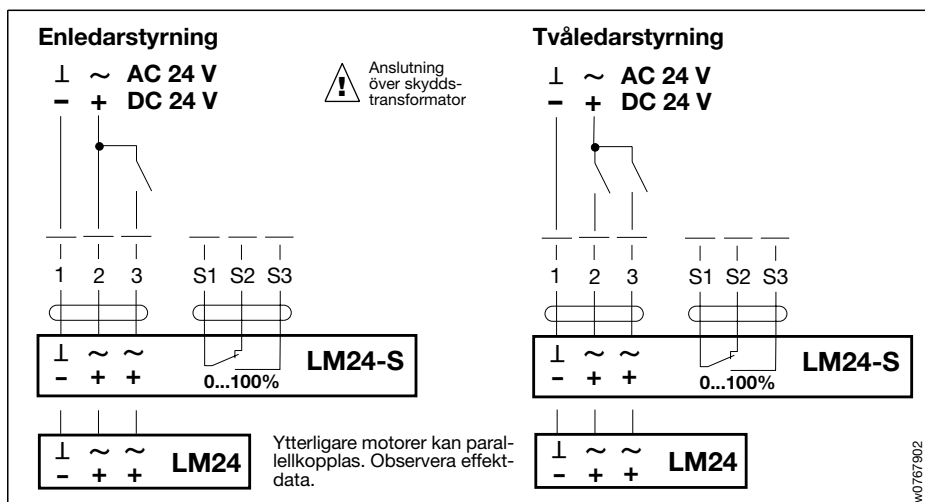 Enledarstyrning
⊥ ~ AC 24 V
– + DC 24 V
Anslutning
över skydds-
transformator
1 2 3 S1 S2 S3
⊥ ~ ~ LM24-S
– + + 0...100%
⊥ ~ ~ LM24
– + +
Ytterligare motorer kan paral-
lellkopplas. Observera effekt-
data.
Tvåledarstyrning
⊥ ~ AC 24 V
– + DC 24 V
1 2 3 S1 S2 S3
⊥ ~ ~ LM24-S
– + + 0...100%
⊥ ~ ~ LM24
– + +
w0767902